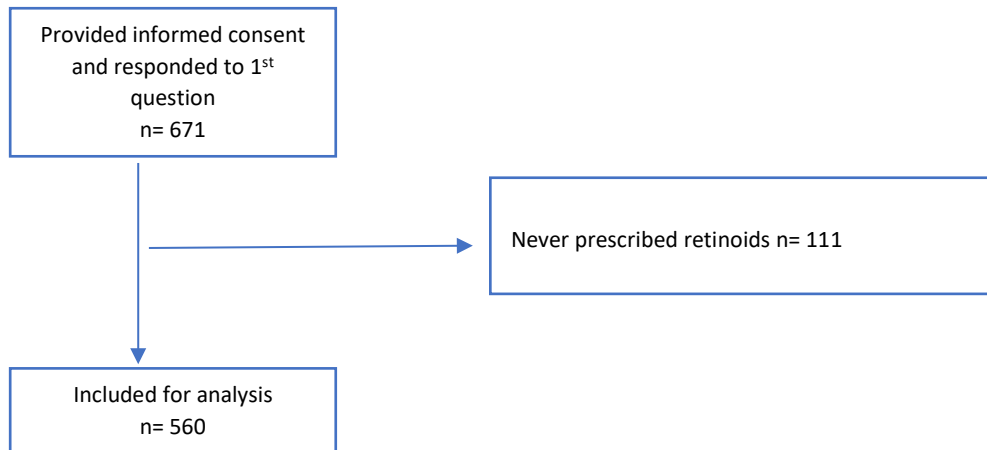 Provided informed consent
and responded to 1st
question
n= 671
Never prescribed retinoids n= 111
Included for analysis
n= 560